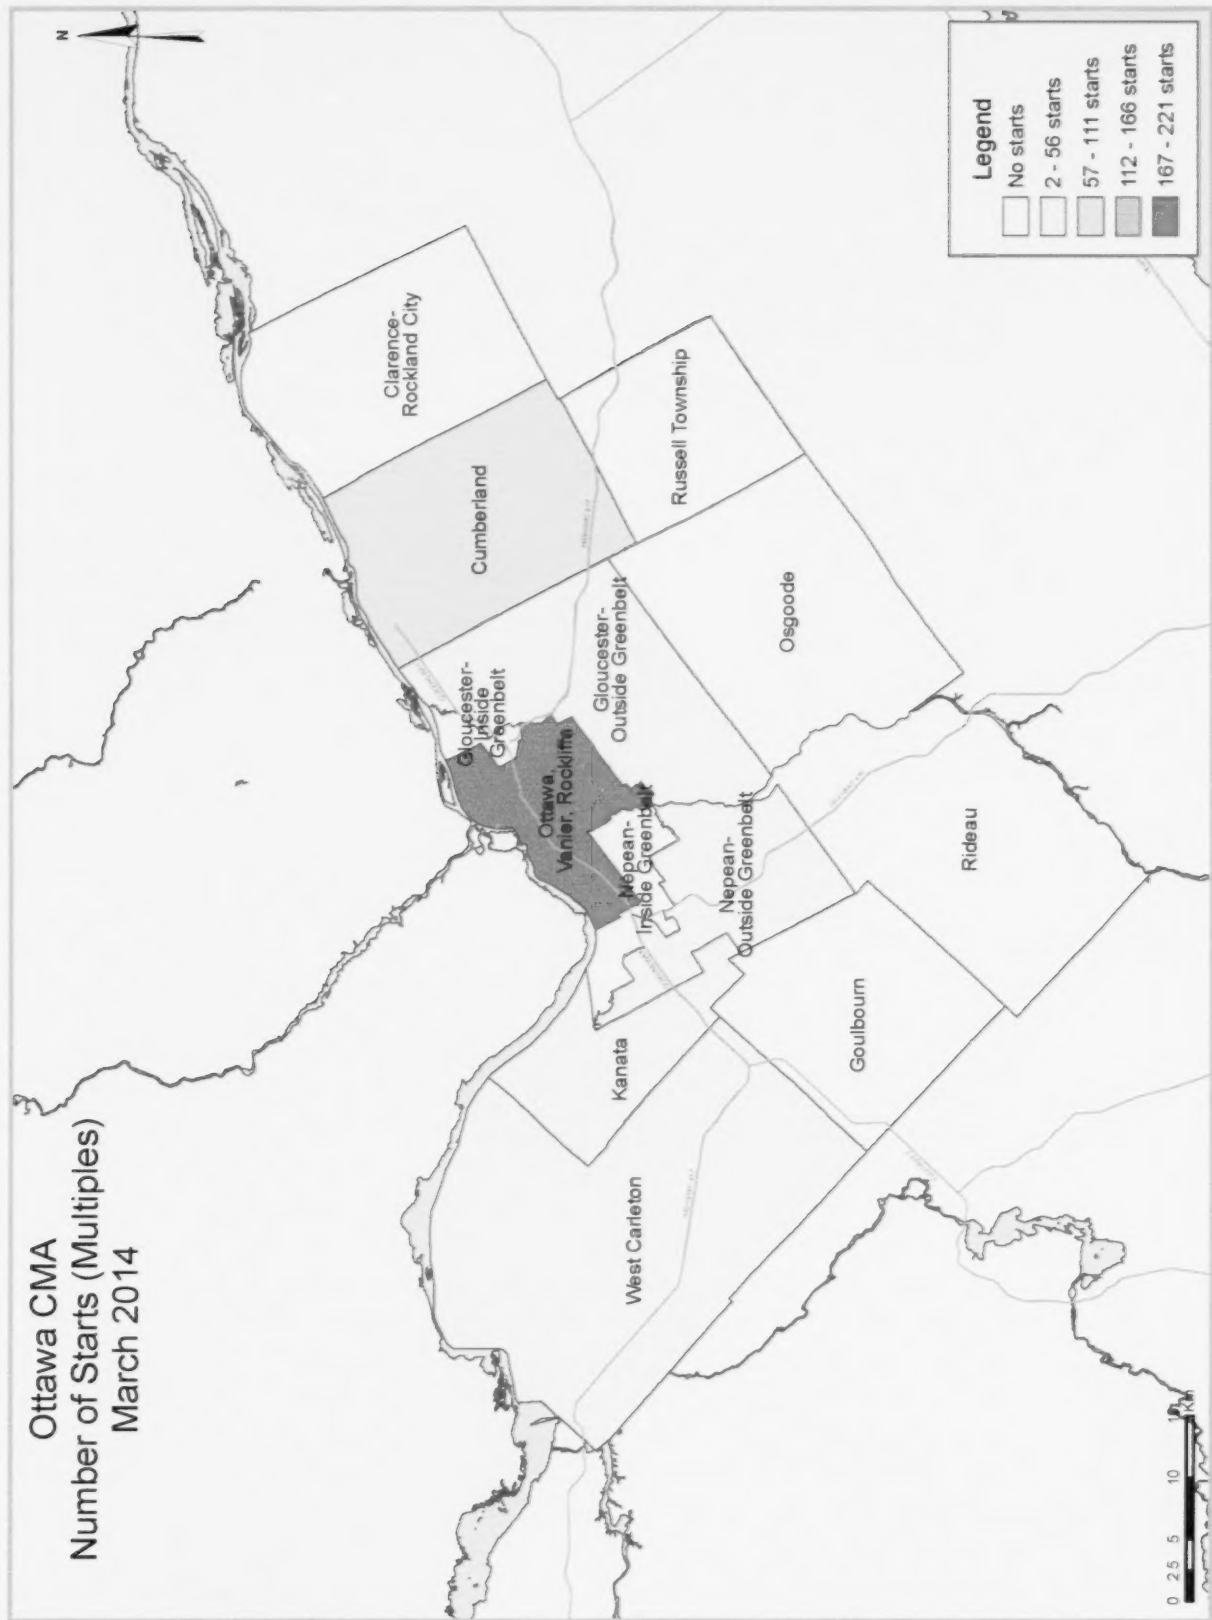 Ottawa CMA
Number of Starts (Multiples)
March 2014
N
Legend
No starts
2 - 56 starts
57 - 111 starts
112 - 166 starts
167 - 221 starts
Clarence-
Rockland City
Cumberland
Russell Township
Gloucester-
Inside
Greenbelt
Gloucester-
Outside Greenbelt
Osgoode
Ottawa,
Vanier, Rockliffe
Nepean-
Inside Greenbelt
Nepean-
Outside Greenbelt
Rideau
Kanata
Goulbourn
West Carleton
0 2.5 5 10
Km